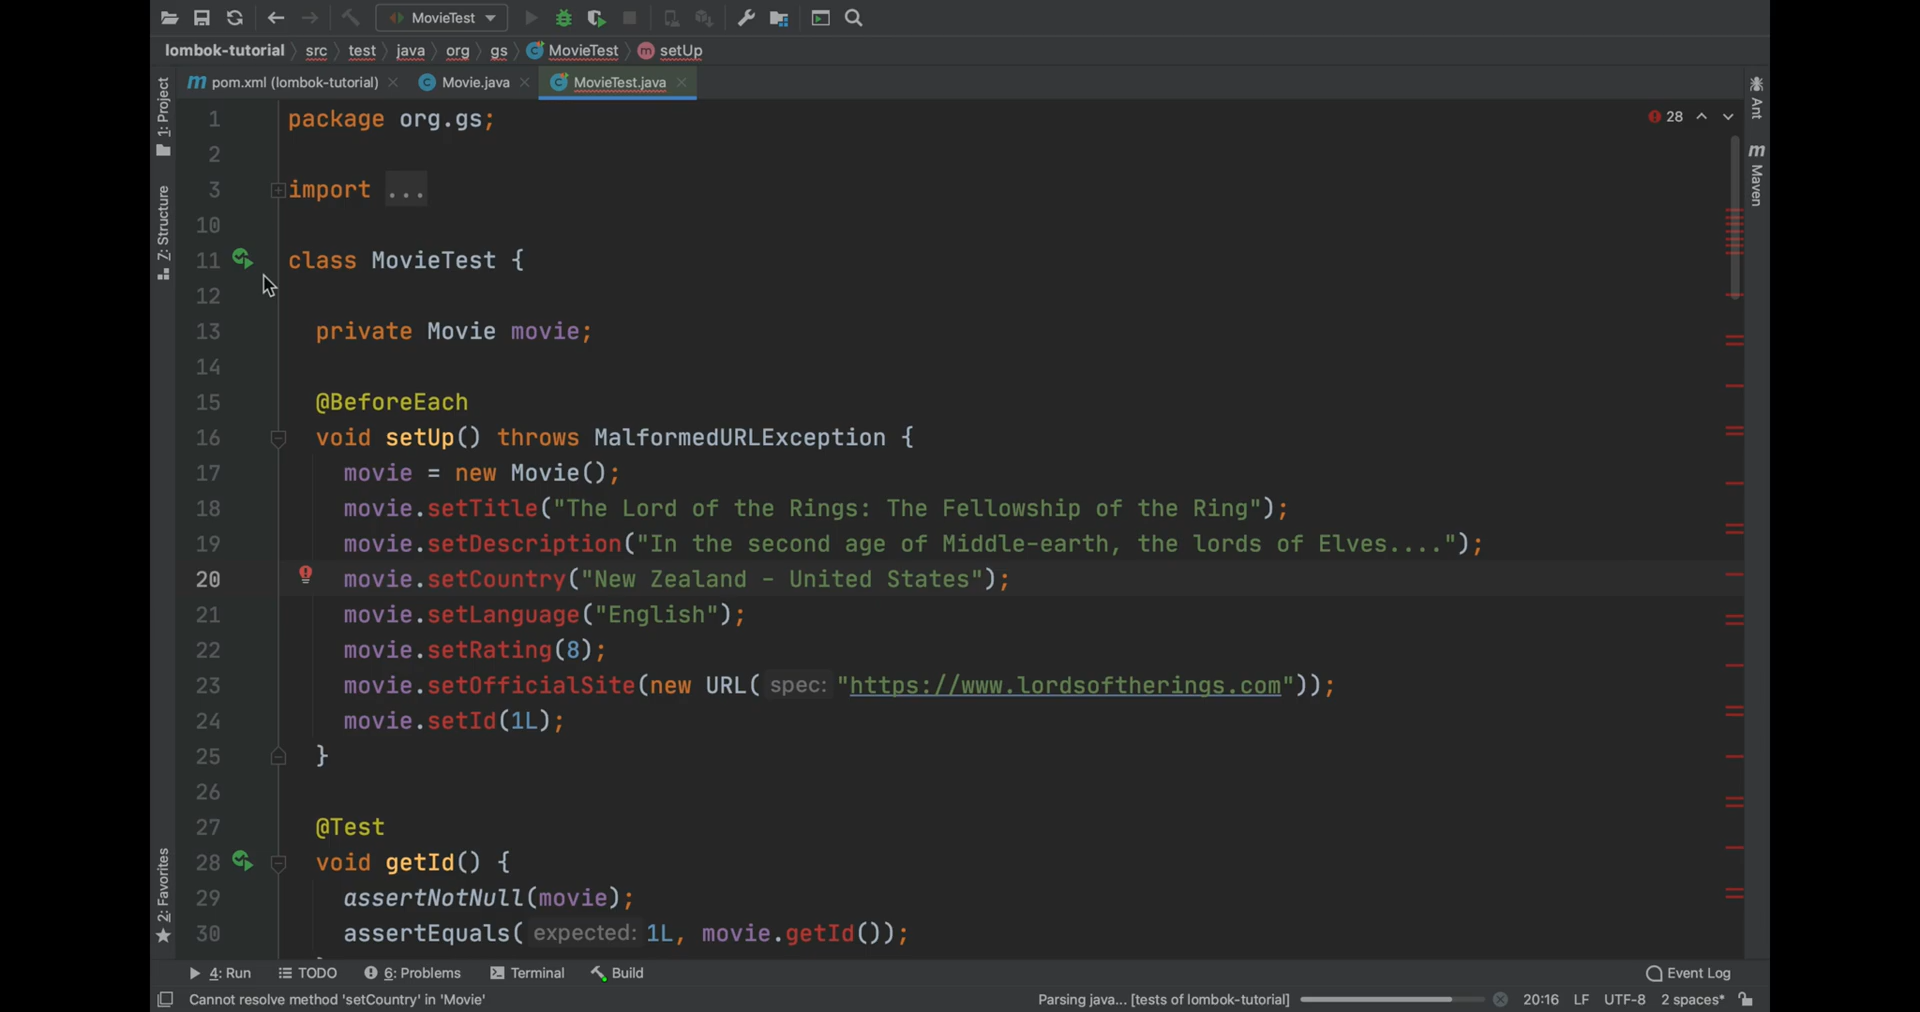 MovieTest
lombok-tutorial src test java org gs MovieTest m setUp
m pom.xml (lombok-tutorial) C Movie.java C MovieTest.java
1: Project
Z: Structure
2: Favorites
Ant
m Maven
28
1 package org.gs;
2
3 import ...
10
11 class MovieTest {
12
13 private Movie movie;
14
15 @BeforeEach
16 void setUp() throws MalformedURLException {
17 movie = new Movie();
18 movie.setTitle("The Lord of the Rings: The Fellowship of the Ring");
19 movie.setDescription("In the second age of Middle-earth, the lords of Elves....");
20 movie.setCountry("New Zealand - United States");
21 movie.setLanguage("English");
22 movie.setRating(8);
23 movie.setOfficialSite(new URL( spec: "https://www.lordsoftherings.com"));
24 movie.setId(1L);
25 }
26
27 @Test
28 void getId() {
29 assertNotNull(movie);
30 assertEquals( expected: 1L, movie.getId());
4: Run TODO 6: Problems Terminal Build Event Log
Cannot resolve method 'setCountry' in 'Movie' Parsing java... [tests of lombok-tutorial] 20:16 LF UTF-8 2 spaces*